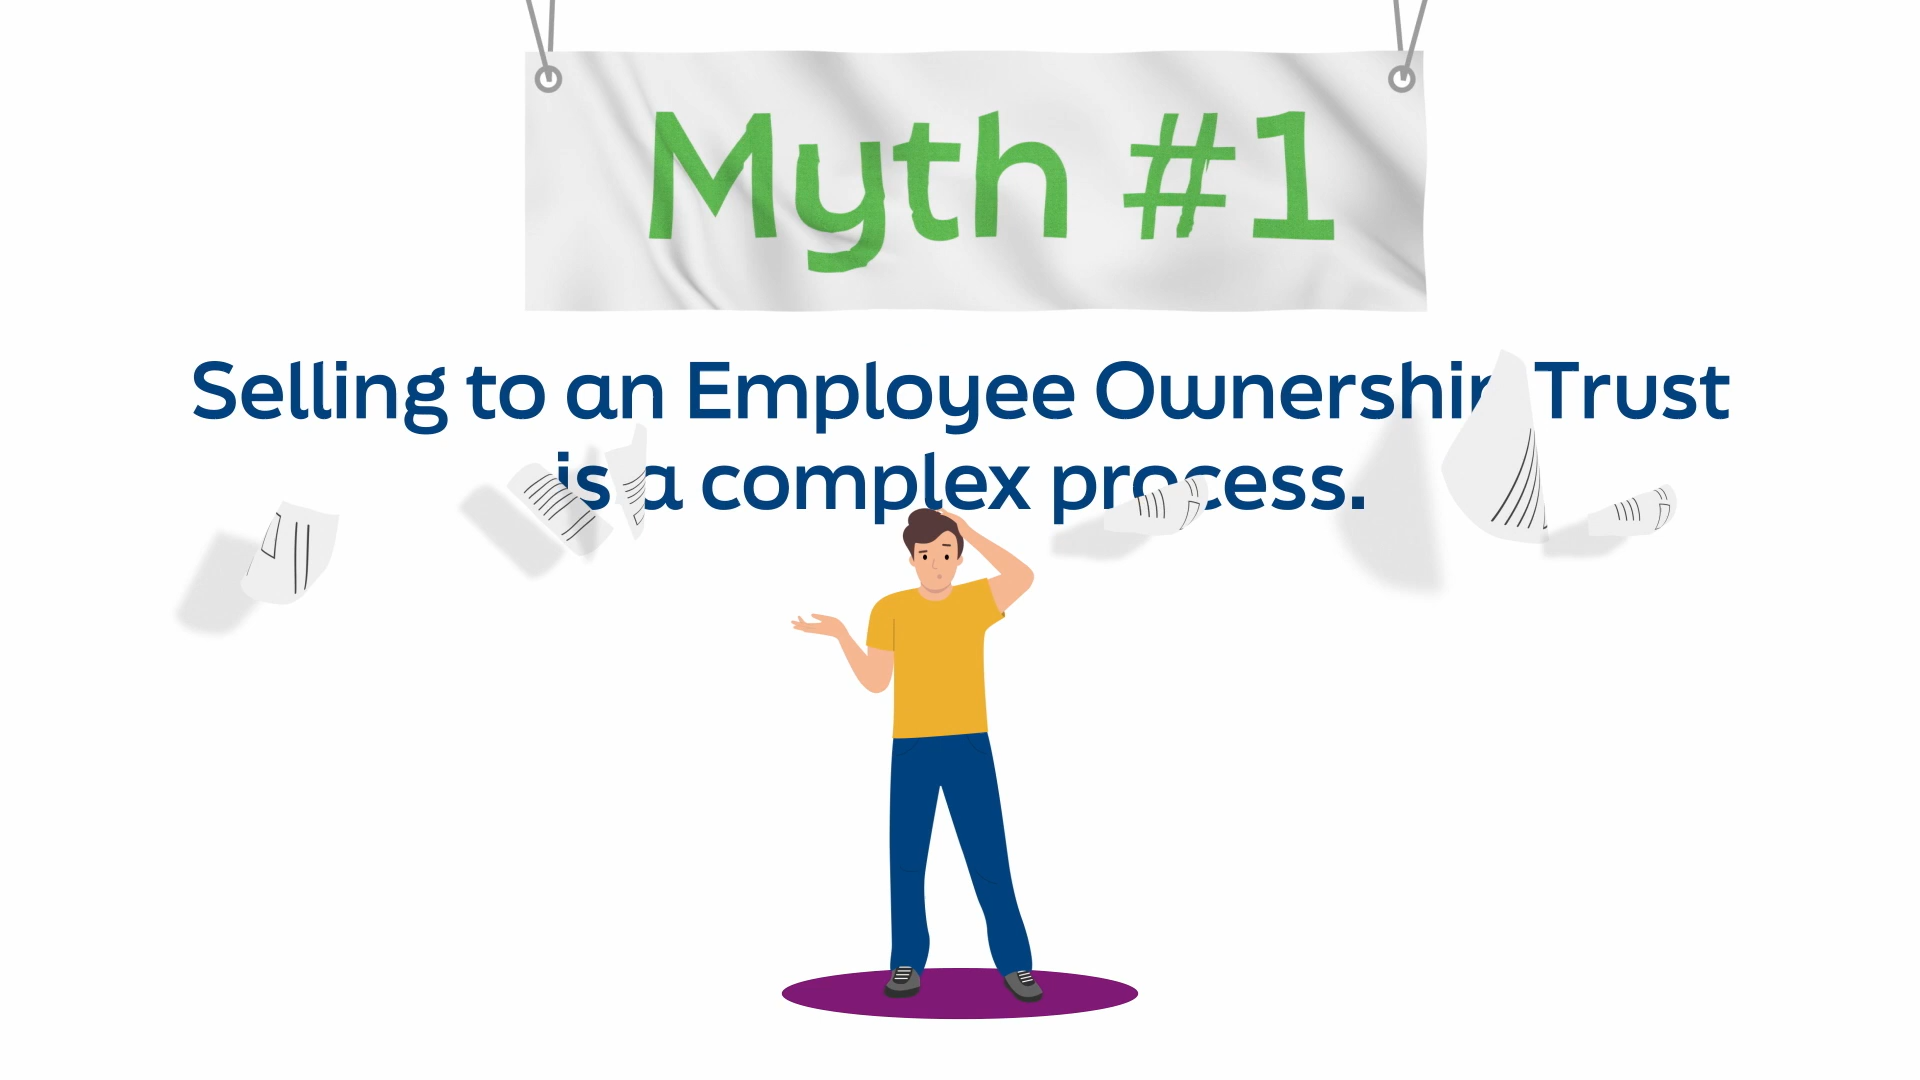 Myth #1
Selling to an Employee Ownership Trust
is a complex process.